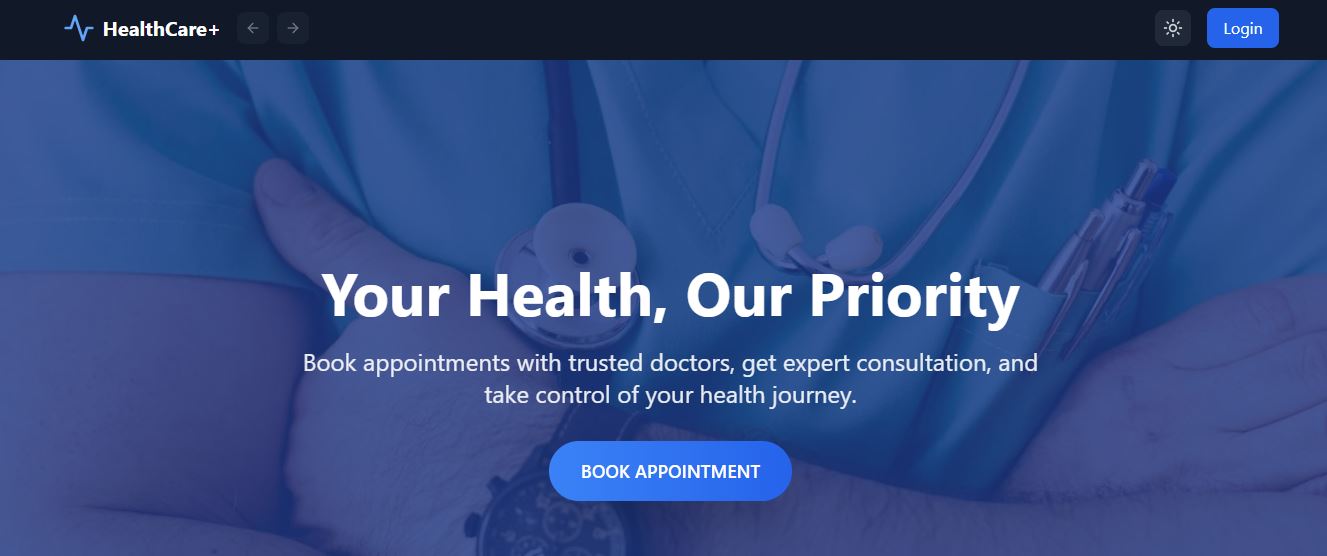 HealthCare+
Login
Your Health, Our Priority
Book appointments with trusted doctors, get expert consultation, and
take control of your health journey.
BOOK APPOINTMENT